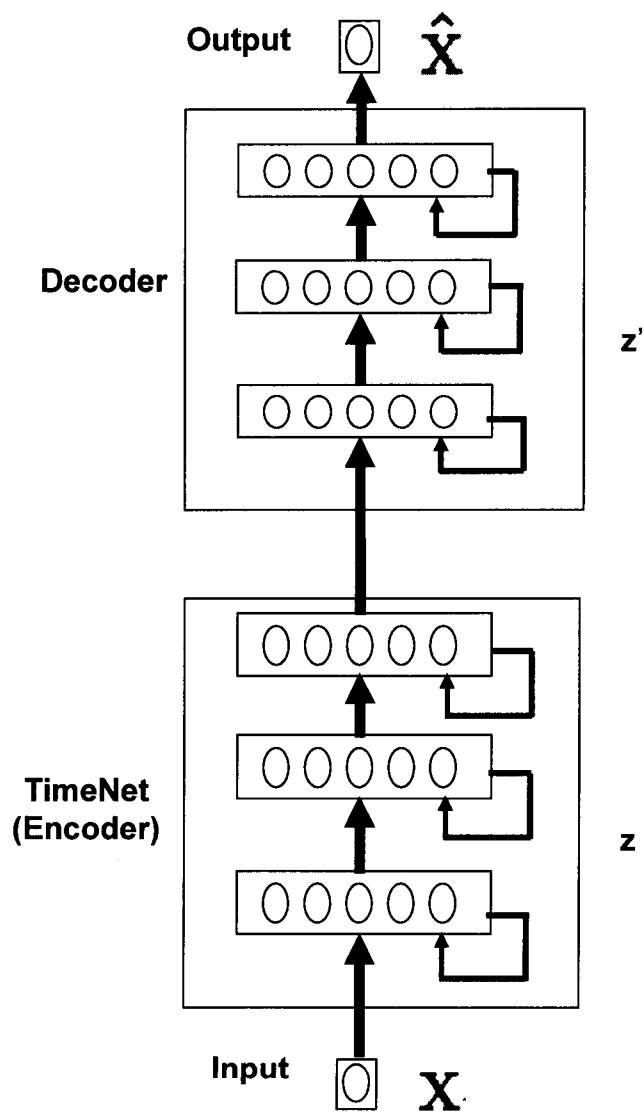 Output X̂
Decoder
z'
TimeNet
(Encoder)
z
Input X